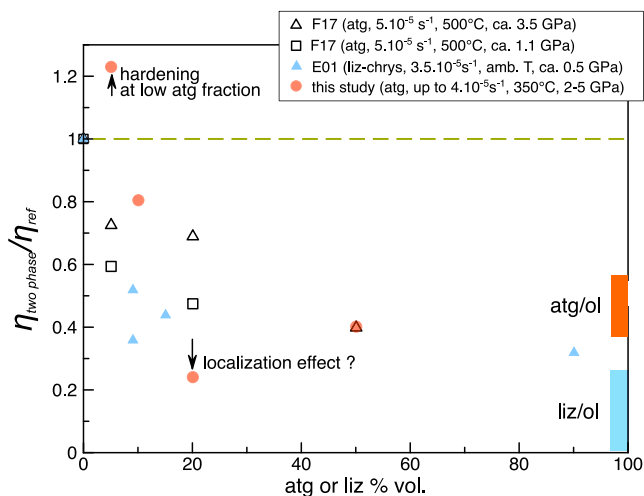 F17 (atg, 5.10⁻⁵ s⁻¹, 500°C, ca. 3.5 GPa)
F17 (atg, 5.10⁻⁵ s⁻¹, 500°C, ca. 1.1 GPa)
E01 (liz-chrys, 3.5.10⁻⁵s⁻¹, amb. T, ca. 0.5 GPa)
this study (atg, up to 4.10⁻⁵s⁻¹, 350°C, 2-5 GPa)
hardening
at low atg fraction
localization effect ?
atg/ol
liz/ol
η two phase/η ref
1.2
1
0.8
0.6
0.4
0.2
0
0 20 40 60 80 100
atg or liz % vol.